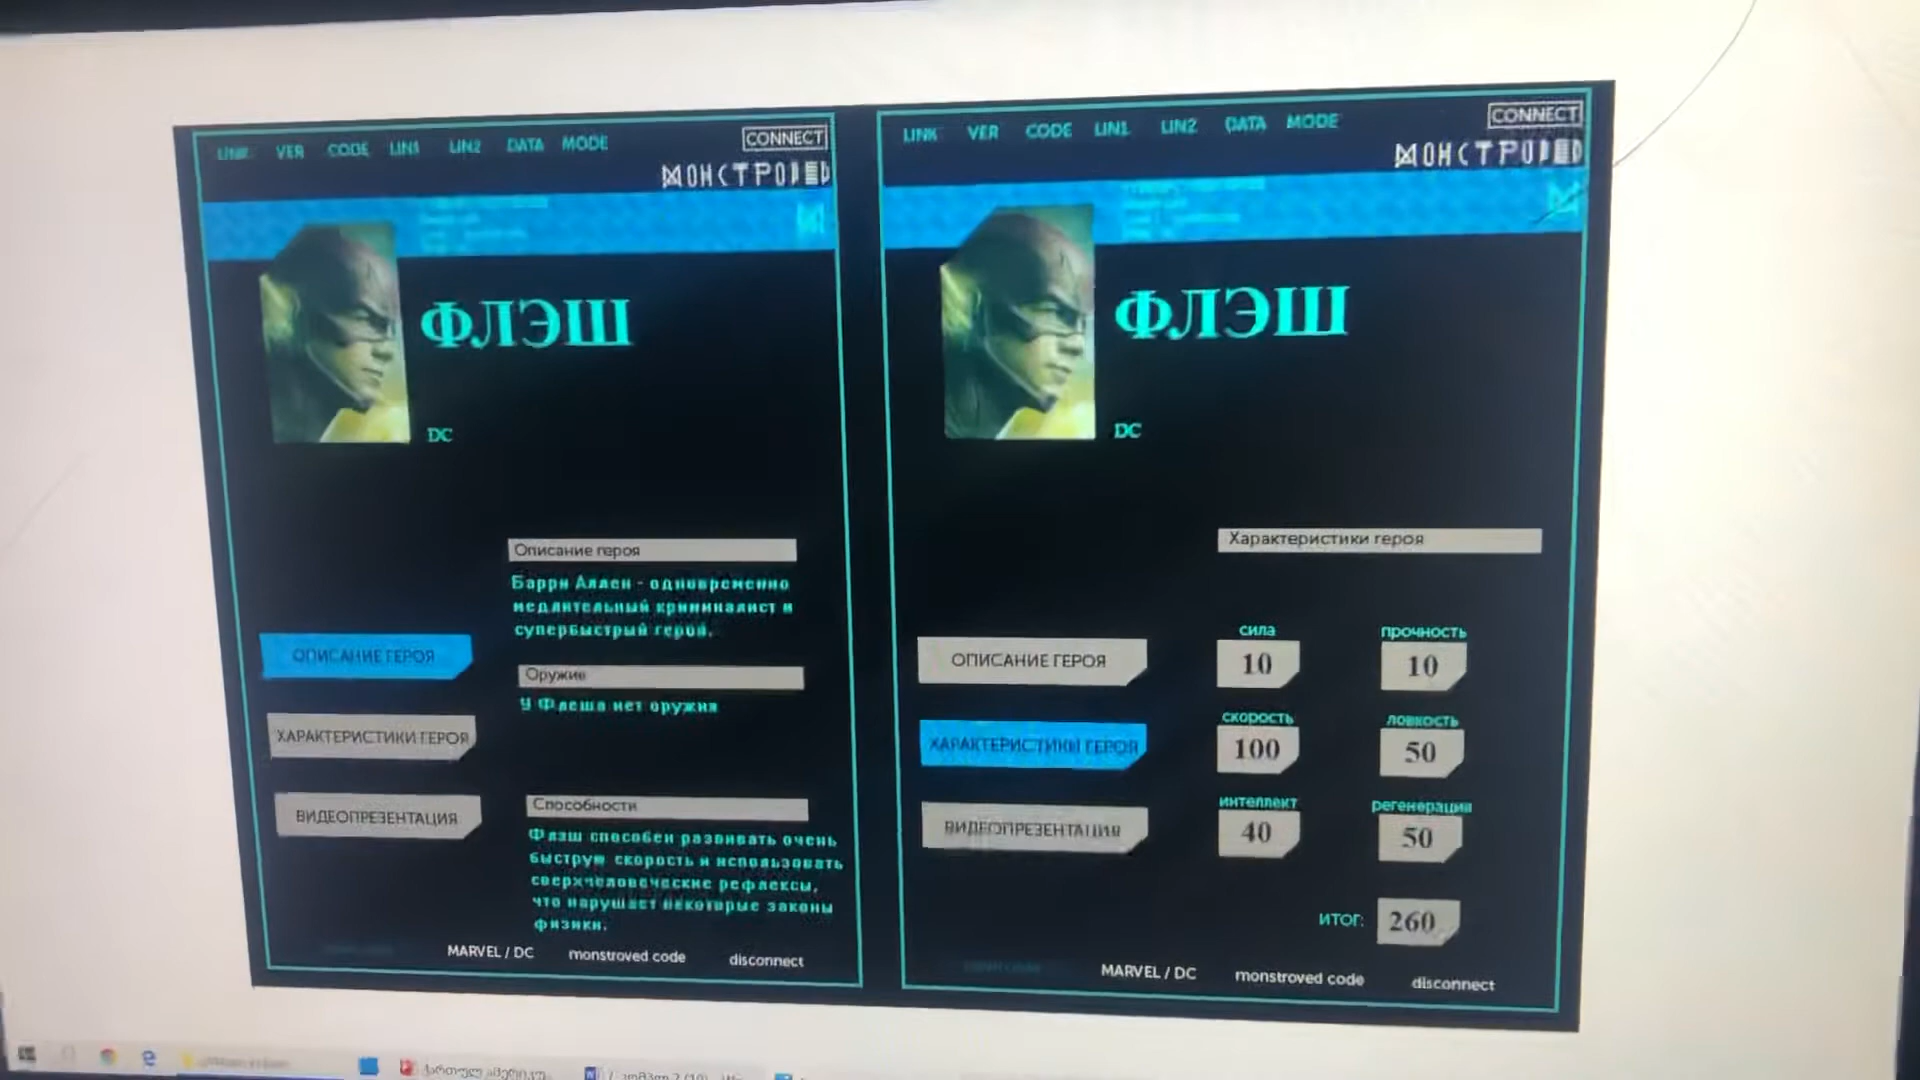 LINK VER CODE LIN1 LIN2 DATA MODE
CONNECT
МОНСТРОВЕД
ФЛЭШ
DC
Описание героя
Барри Аллен - одновременно
медлительный криминалист и
супербыстрый герой.
ОПИСАНИЕ ГЕРОЯ
Оружие
У Флеша нет оружия
ХАРАКТЕРИСТИКИ ГЕРОЯ
ВИДЕОПРЕЗЕНТАЦИЯ
Способности
Флэш способен развивать очень
быструю скорость и использовать
сверхчеловеческие рефлексы,
что нарушает некоторые законы
физики.
MARVEL / DC monstroved code disconnect
LINK VER CODE LIN1 LIN2 DATA MODE
CONNECT
МОНСТРОВЕД
ФЛЭШ
DC
Характеристики героя
ОПИСАНИЕ ГЕРОЯ
ХАРАКТЕРИСТИКИ ГЕРОЯ
ВИДЕОПРЕЗЕНТАЦИЯ
сила прочность
10 10
скорость ловкость
100 50
интеллект регенерация
40 50
ИТОГ: 260
MARVEL / DC monstroved code disconnect